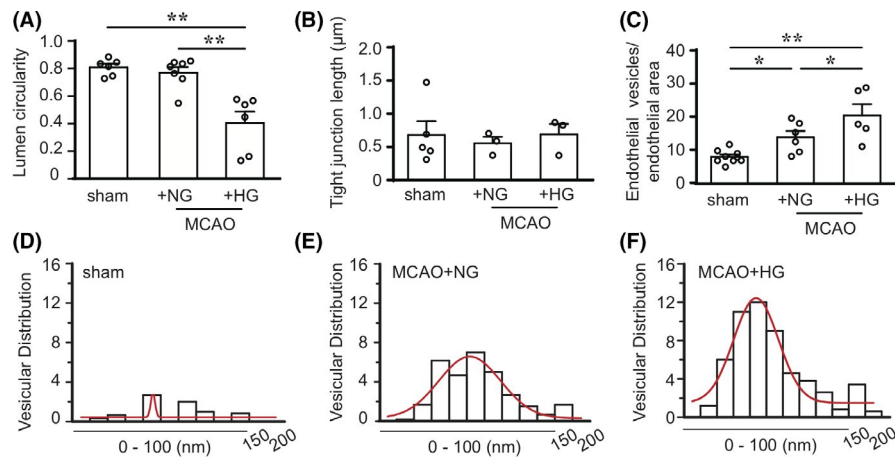 (A)
**
**
Lumen circularity
1.0
0.8
0.6
0.4
0.2
0
sham
+NG
+HG
MCAO
(B)
Tight junction length (µm)
2.0
1.5
1.0
0.5
0
sham
+NG
+HG
MCAO
(C)
**
*
*
Endothelial vesicles/
endothelial area
40
30
20
10
0
sham
+NG
+HG
MCAO
(D)
sham
Vesicular Distribution
16
12
8
4
0
0 - 100 (nm)
150
200
(E)
MCAO+NG
Vesicular Distribution
16
12
8
4
0
0 - 100 (nm)
150
200
(F)
MCAO+HG
Vesicular Distribution
16
12
8
4
0
0 - 100 (nm)
150
200